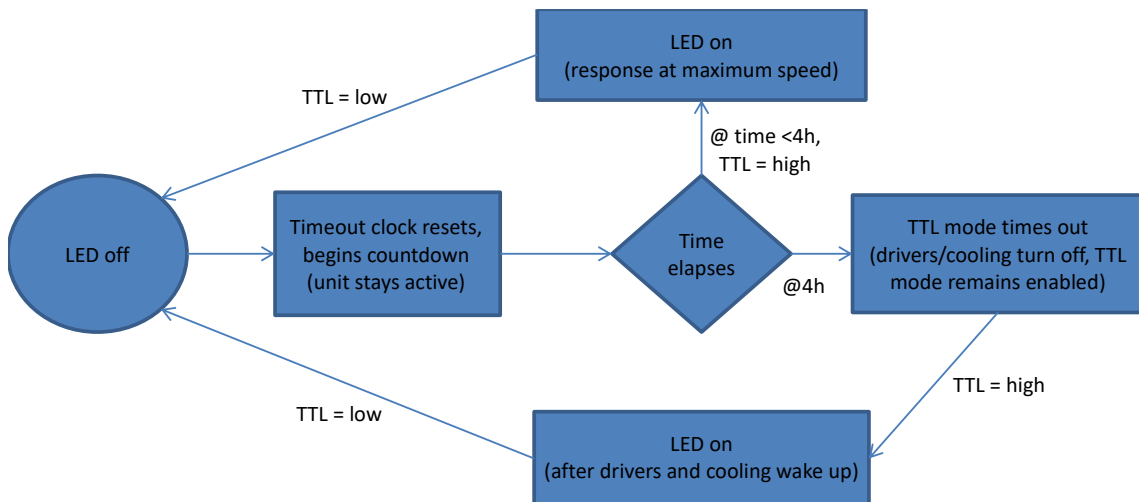 LED on
(response at maximum speed)
TTL = low
@ time <4h,
TTL = high
LED off
Timeout clock resets,
begins countdown
(unit stays active)
Time
elapses
@4h
TTL mode times out
(drivers/cooling turn off, TTL
mode remains enabled)
TTL = high
TTL = low
LED on
(after drivers and cooling wake up)